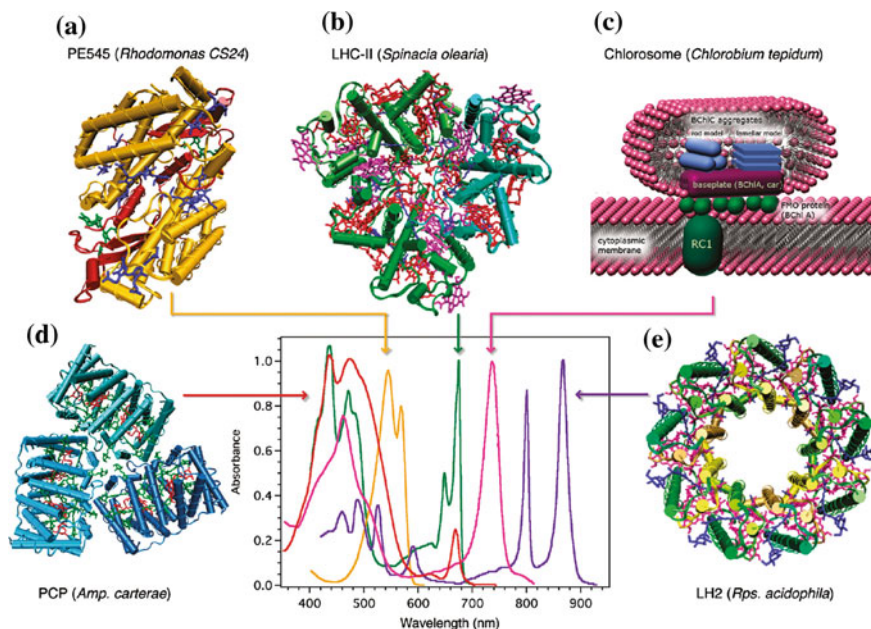 (a)
PE545 (Rhodomonas CS24)
(b)
LHC-II (Spinacia olearia)
(c)
Chlorosome (Chlorobium tepidum)
BChlC aggregates
rod model lamellar model
baseplate (BChlA, car)
FMO protein
(BChl A)
cytoplasmic
membrane
RC1
(d)
PCP (Amp. carterae)
Absorbance
1.0
0.8
0.6
0.4
0.2
0.0
400 500 600 700 800 900
Wavelength (nm)
(e)
LH2 (Rps. acidophila)